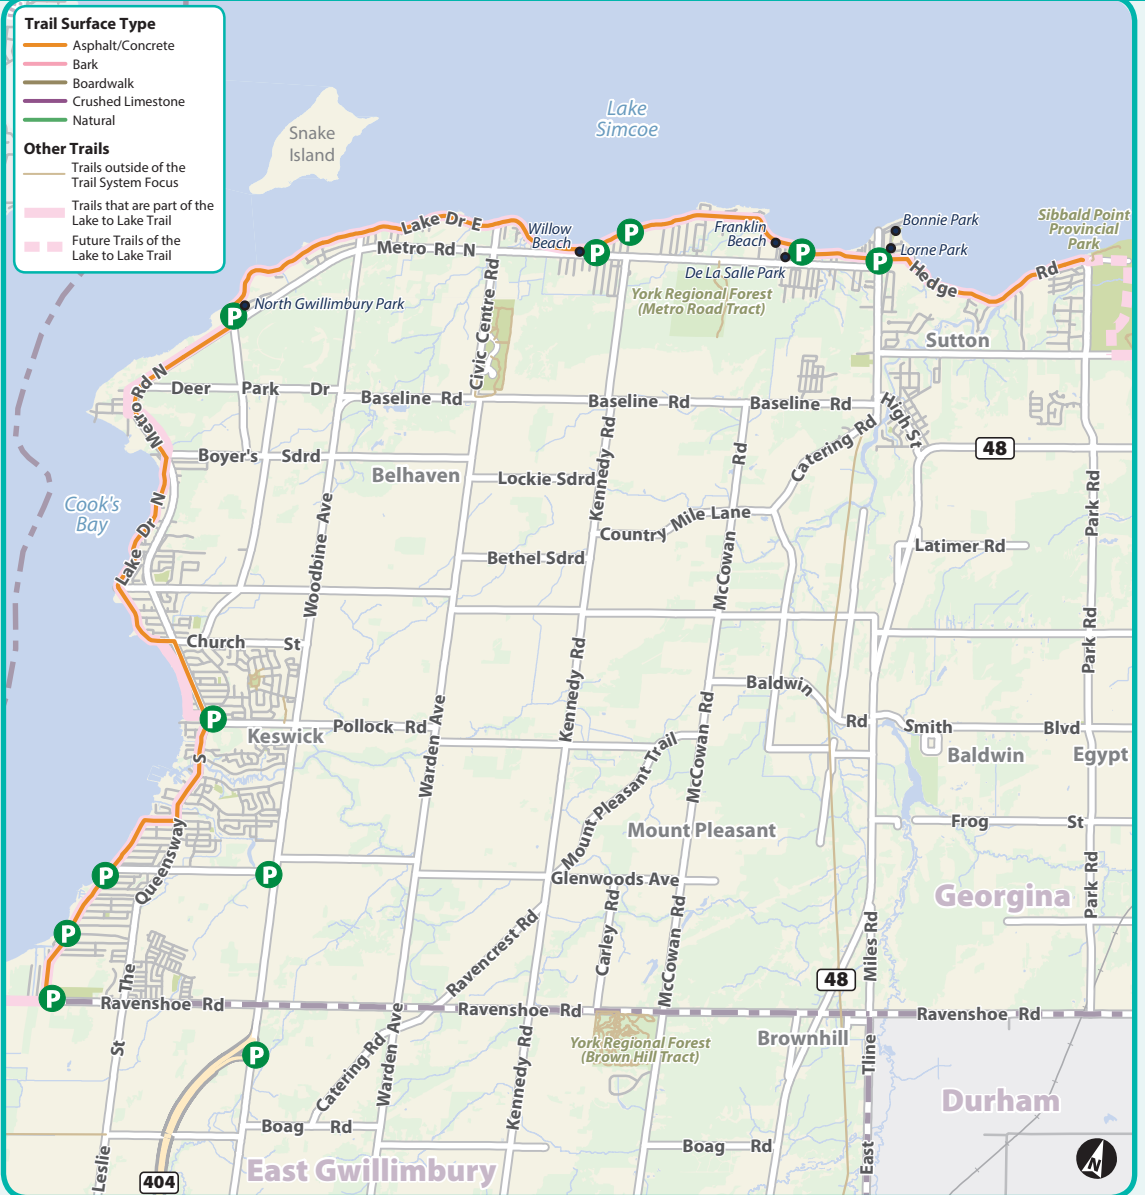 Trail Surface Type
Asphalt/Concrete
Bark
Boardwalk
Crushed Limestone
Natural
Other Trails
Trails outside of the
Trail System Focus
Trails that are part of the
Lake to Lake Trail
Future Trails of the
Lake to Lake Trail
Snake
Island
Lake
Simcoe
Lake Dr E
Metro Rd N
Willow
Beach
P
P
Franklin
Beach
P
De La Salle Park
Bonnie Park
Lorne Park
P
Sibbald Point
Provincial
Park
Hedge
Rd
North Gwillimbury Park
P
York Regional Forest
(Metro Road Tract)
Sutton
Civic Centre Rd
Metro Rd N
Metro
Deer Park Dr
Baseline Rd
Baseline Rd
Baseline Rd
High St
Catering Rd
48
Boyer's Sdrd
Belhaven
Lockie Sdrd
Kennedy Rd
Rd
Park Rd
Cook's
Bay
Lake Dr N
Woodbine Ave
Country Mile Lane
McCowan
Latimer Rd
Bethel Sdrd
Church St
Kennedy Rd
Park Rd
Baldwin
Rd
P
Keswick
Pollock Rd
Warden Ave
McCowan Rd
Smith Blvd
Baldwin
Egypt
S
Mount Pleasant Trail
Mount Pleasant
Frog St
Queensway
P
P
Glenwoods Ave
Georgina
Park Rd
P
Ravencrest Rd
Carley Rd
McCowan Rd
Miles Rd
48
The
P
Ravenshoe Rd
Ravenshoe Rd
Ravenshoe Rd
York Regional Forest
(Brown Hill Tract)
Brownhill
St
P
Catering Rd
Warden Ave
Kennedy Rd
Tline
Durham
Boag Rd
Boag Rd
Leslie
404
East Gwillimbury
East
N